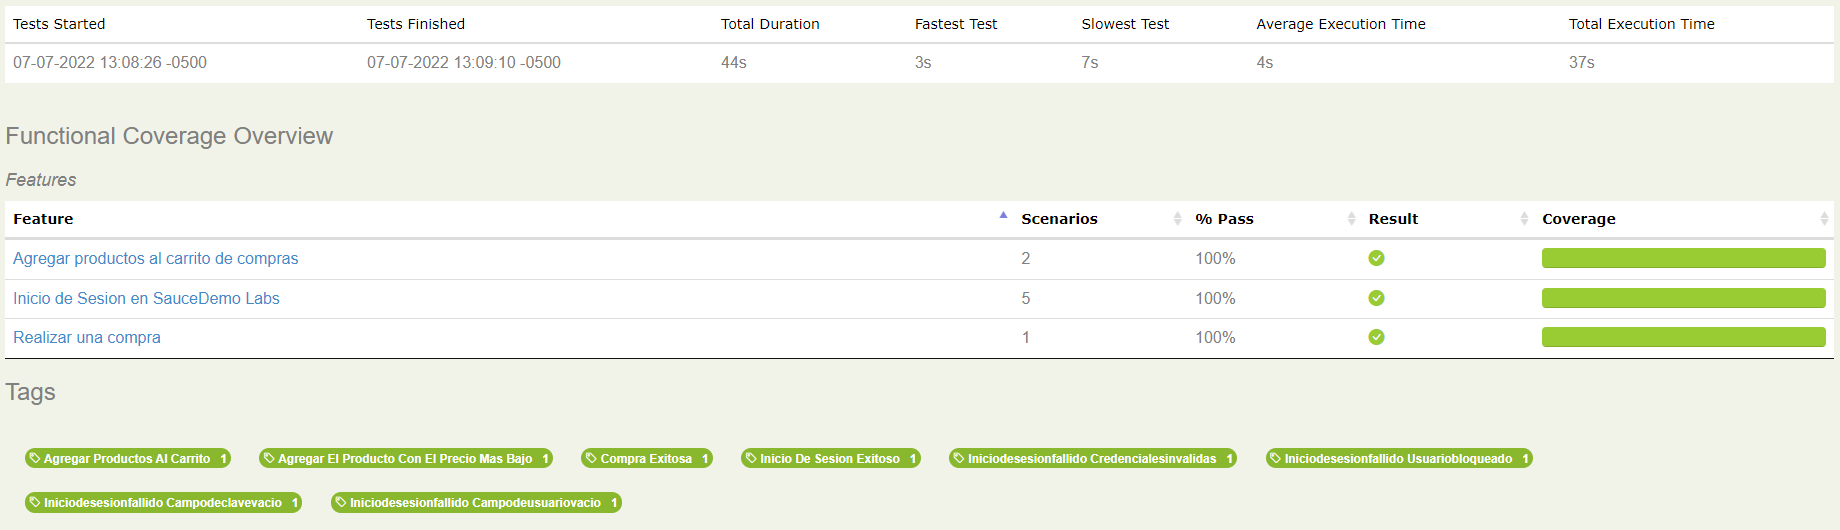 Tests Started Tests Finished Total Duration Fastest Test Slowest Test Average Execution Time Total Execution Time
07-07-2022 13:08:26 -0500 07-07-2022 13:09:10 -0500 44s 3s 7s 4s 37s
Functional Coverage Overview
Features
Feature Scenarios % Pass Result Coverage
Agregar productos al carrito de compras 2 100%
Inicio de Sesion en SauceDemo Labs 5 100%
Realizar una compra 1 100%
Tags
Agregar Productos Al Carrito 1 Agregar El Producto Con El Precio Mas Bajo 1 Compra Exitosa 1 Inicio De Sesion Exitoso 1 Iniciodesesionfallido Credencialesinvalidas 1 Iniciodesesionfallido Usuariobloqueado 1
Iniciodesesionfallido Campodeclavevacio 1 Iniciodesesionfallido Campodeusuariovacio 1